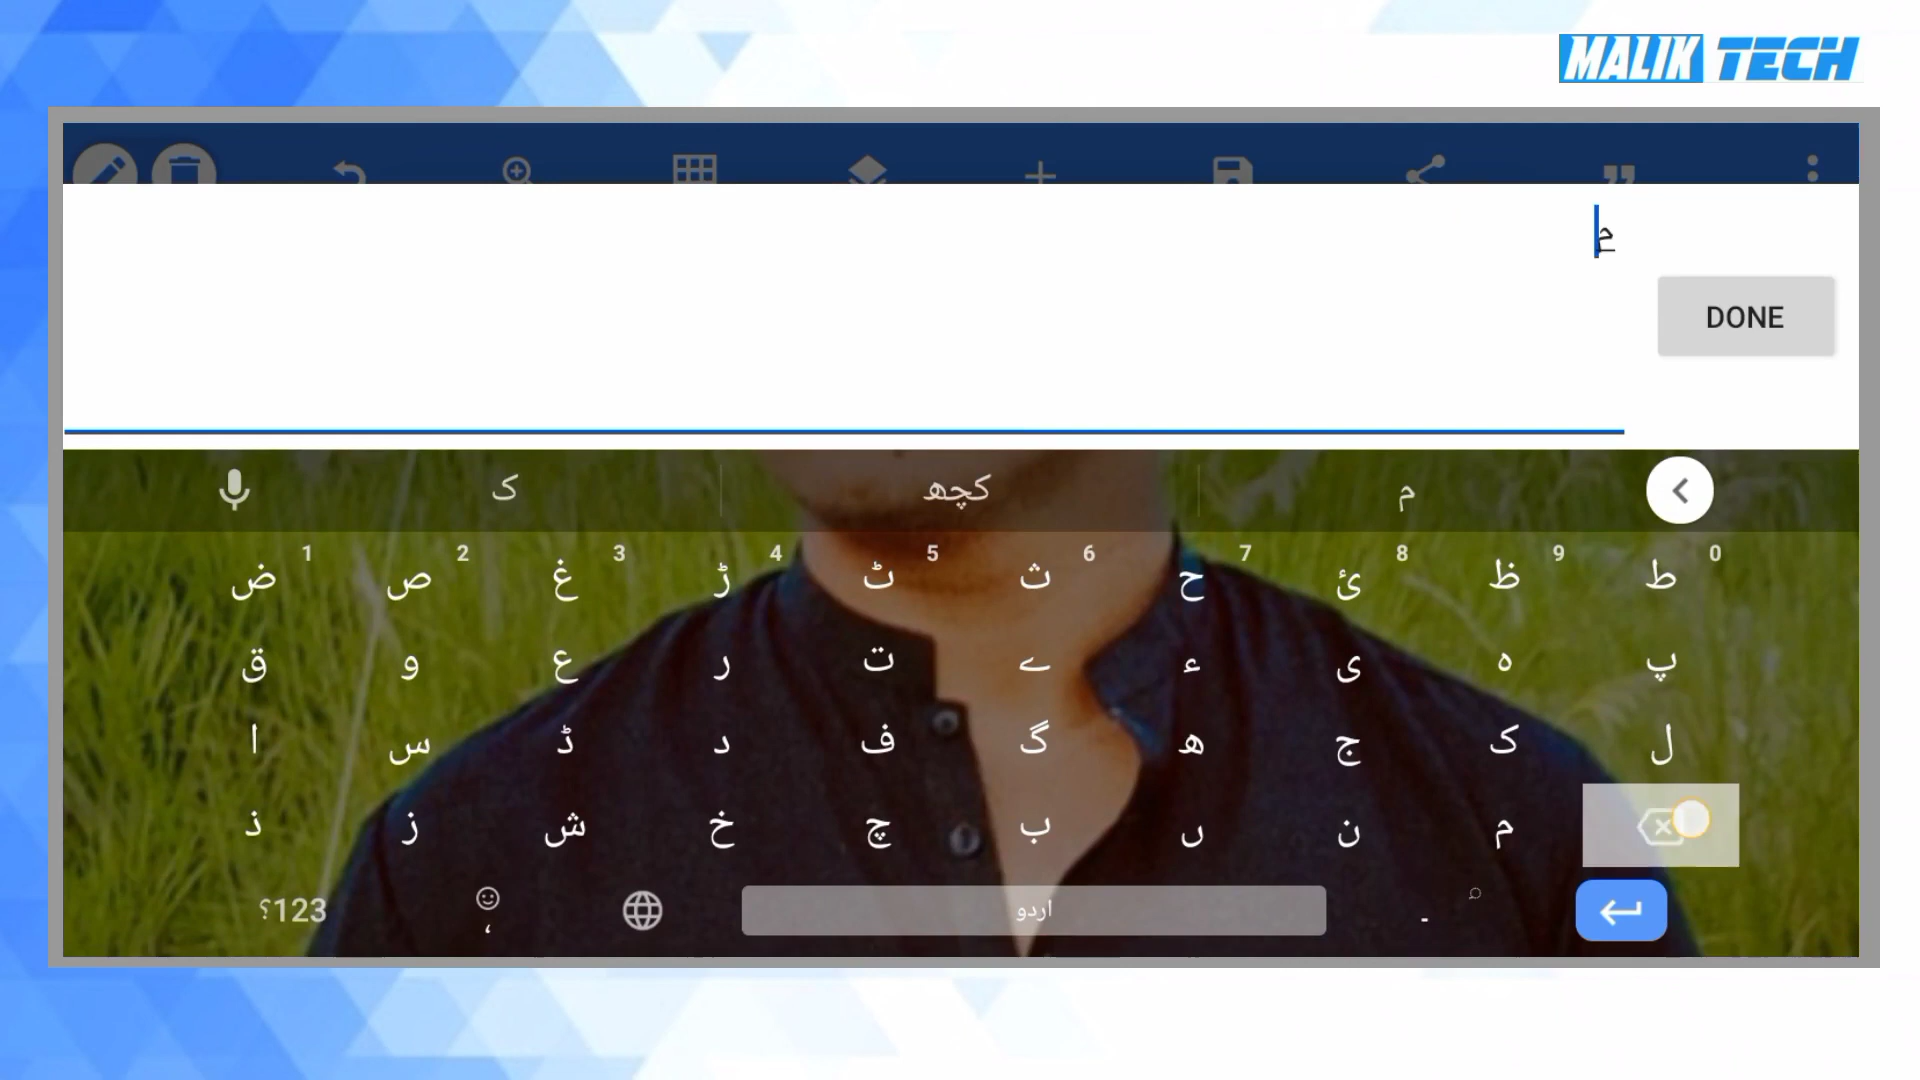 MALIK TECH
م
DONE
ک کچھ م
1 2 3 4 5 6 7 8 9 0
ض ص غ ڑ ٹ ث ح ئ ظ ط
ق و ع ر ت ے ء ی ہ پ
ا س ڈ د ف گ ھ ج ک ل
ذ ز ش خ چ ب ں ن م
؟123 ، اردو ۔